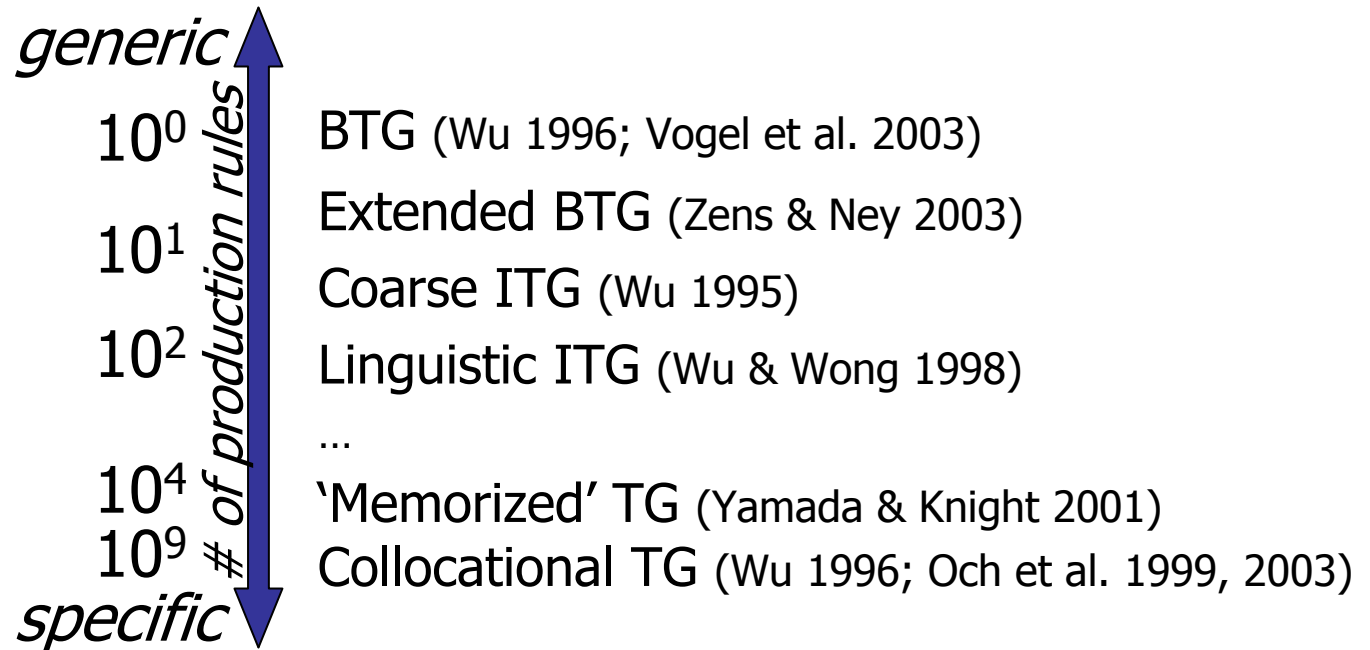 generic
# of production rules
10⁰ BTG (Wu 1996; Vogel et al. 2003)
Extended BTG (Zens & Ney 2003)
10¹
Coarse ITG (Wu 1995)
10² Linguistic ITG (Wu & Wong 1998)
...
10⁴ ‘Memorized’ TG (Yamada & Knight 2001)
10⁹ Collocational TG (Wu 1996; Och et al. 1999, 2003)
specific